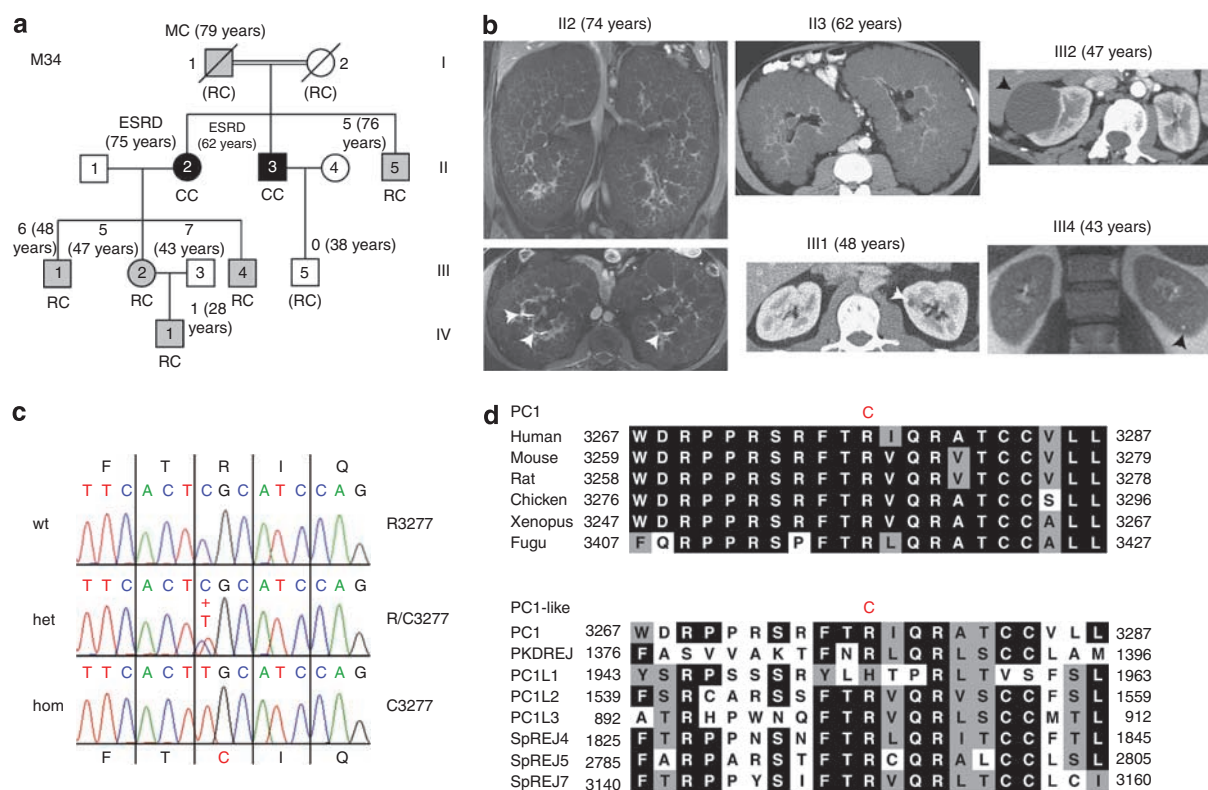 a
M34
MC (79 years)
1
2
I
(RC)
(RC)
ESRD
(75 years)
ESRD
(62 years)
5 (76
years)
1
2
3
4
5
II
CC
CC
RC
6 (48
years)
5
(47 years)
7
(43 years)
0 (38 years)
1
2
3
4
5
III
RC
RC
RC
(RC)
1 (28
years)
1
IV
RC
b
II2 (74 years)
II3 (62 years)
III2 (47 years)
III1 (48 years)
III4 (43 years)
c
F T R I Q
T T C A C T C G C A T C C A G
wt
R3277
T T C A C T C G C A T C C A G
+
T
het
R/C3277
T T C A C T T G C A T C C A G
hom
C3277
F T C I Q
d
PC1 C
Human 3267 W D R P P R S R F T R I Q R A T C C V L L 3287
Mouse 3259 W D R P P R S R F T R V Q R V T C C V L L 3279
Rat 3258 W D R P P R S R F T R V Q R V T C C V L L 3278
Chicken 3276 W D R P P R S R F T R V Q R A T C C S L L 3296
Xenopus 3247 W D R P P R S R F T R V Q R A T C C A L L 3267
Fugu 3407 F Q R P P R S P F T R L Q R A T C C A L L 3427
PC1-like C
PC1 3267 W D R P P R S R F T R I Q R A T C C V L L 3287
PKDREJ 1376 F A S V V A K T F N R L Q R L S C C L A M 1396
PC1L1 1943 Y S R P S S S R Y L H T P R L T V S F S L 1963
PC1L2 1539 F S R C A R S S F T R V Q R V S C C F S L 1559
PC1L3 892 A T R H P W N Q F T R V Q R L S C C M T L 912
SpREJ4 1825 F T R P P N S N F T R L Q R I T C C F T L 1845
SpREJ5 2785 F A R P A R S T F T R C Q R A L C C L S L 2805
SpREJ7 3140 F T R P P Y S I F T R V Q R L T C C L C I 3160